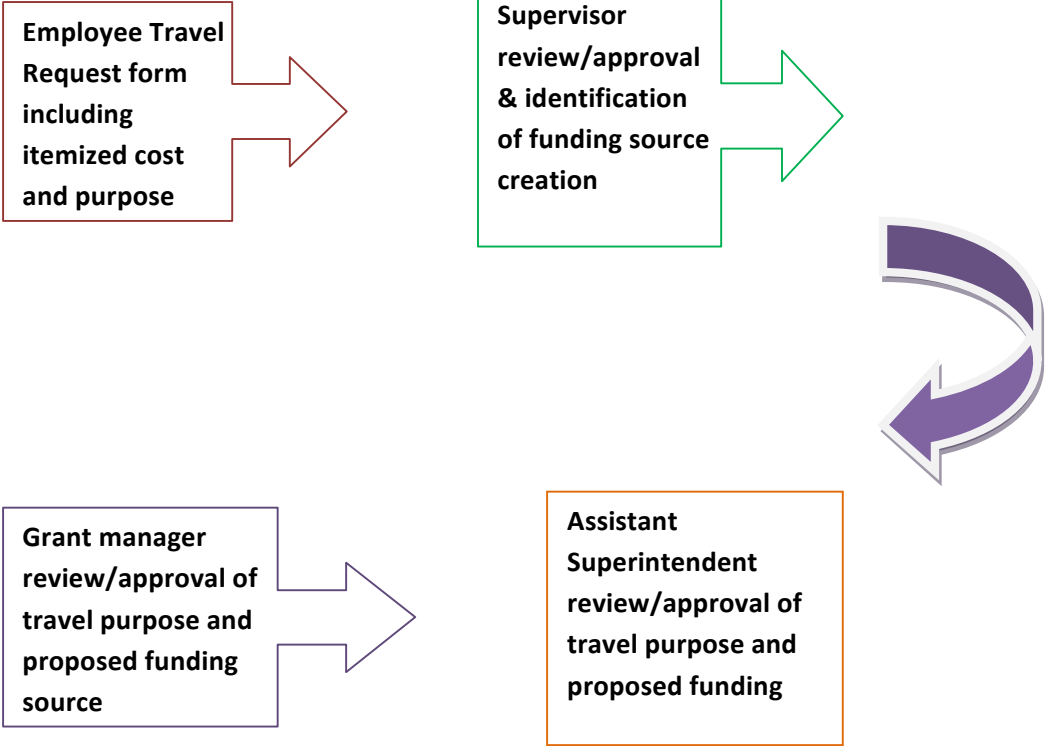 Employee Travel
Request form
including
itemized cost
and purpose
Supervisor
review/approval
& identification
of funding source
creation
Grant manager
review/approval of
travel purpose and
proposed funding
source
Assistant
Superintendent
review/approval of
travel purpose and
proposed funding